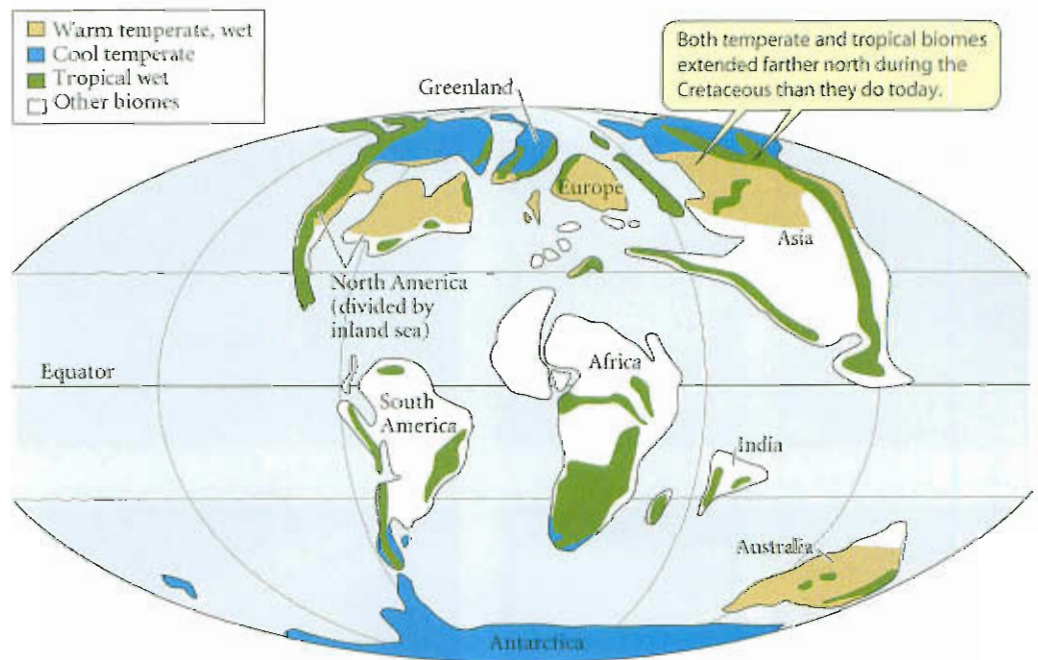 Warm temperate, wet
Cool temperate
Tropical wet
Other biomes
Both temperate and tropical biomes
extended farther north during the
Cretaceous than they do today.
Greenland
Europe
Asia
North America
(divided by
inland sea)
Equator
Africa
South
America
India
Australia
Antarctica